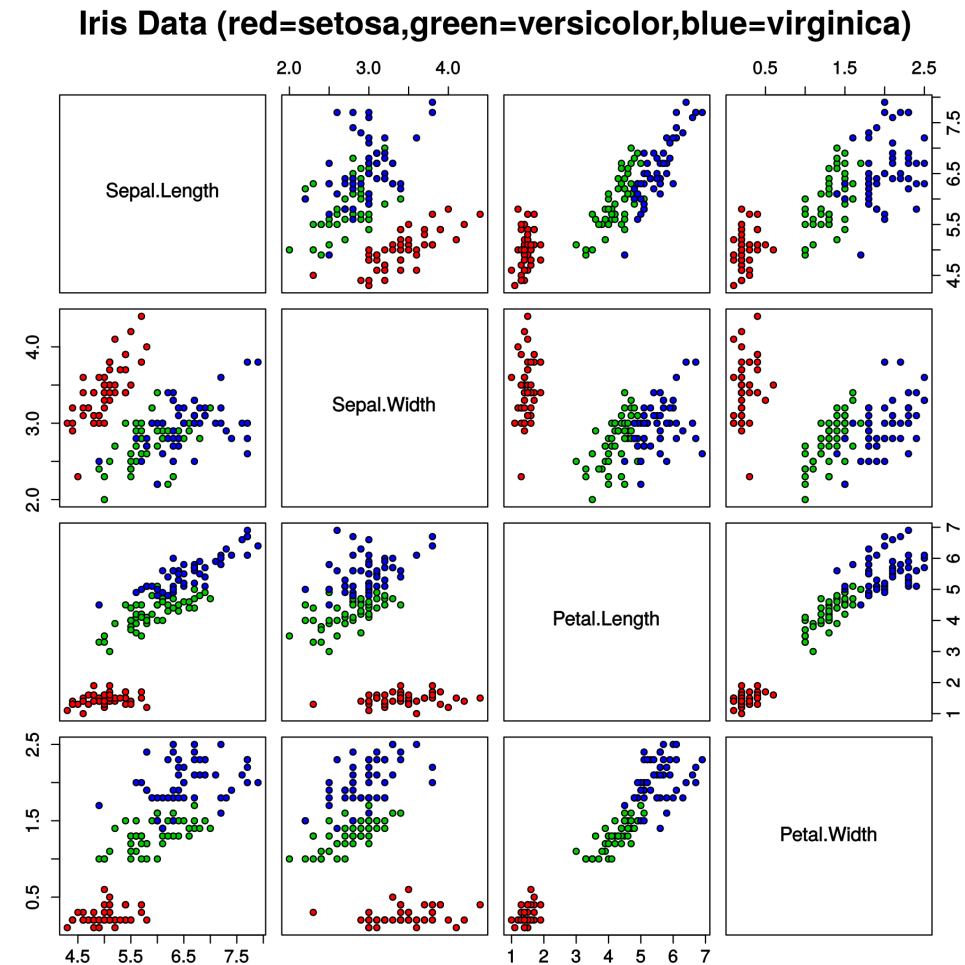 Iris Data (red=setosa,green=versicolor,blue=virginica)
2.0 3.0 4.0 0.5 1.5 2.5
Sepal.Length
4.5 5.5 6.5 7.5
2.0 3.0 4.0
Sepal.Width
Petal.Length
1 2 3 4 5 6 7
0.5 1.5 2.5
Petal.Width
4.5 5.5 6.5 7.5 1 2 3 4 5 6 7